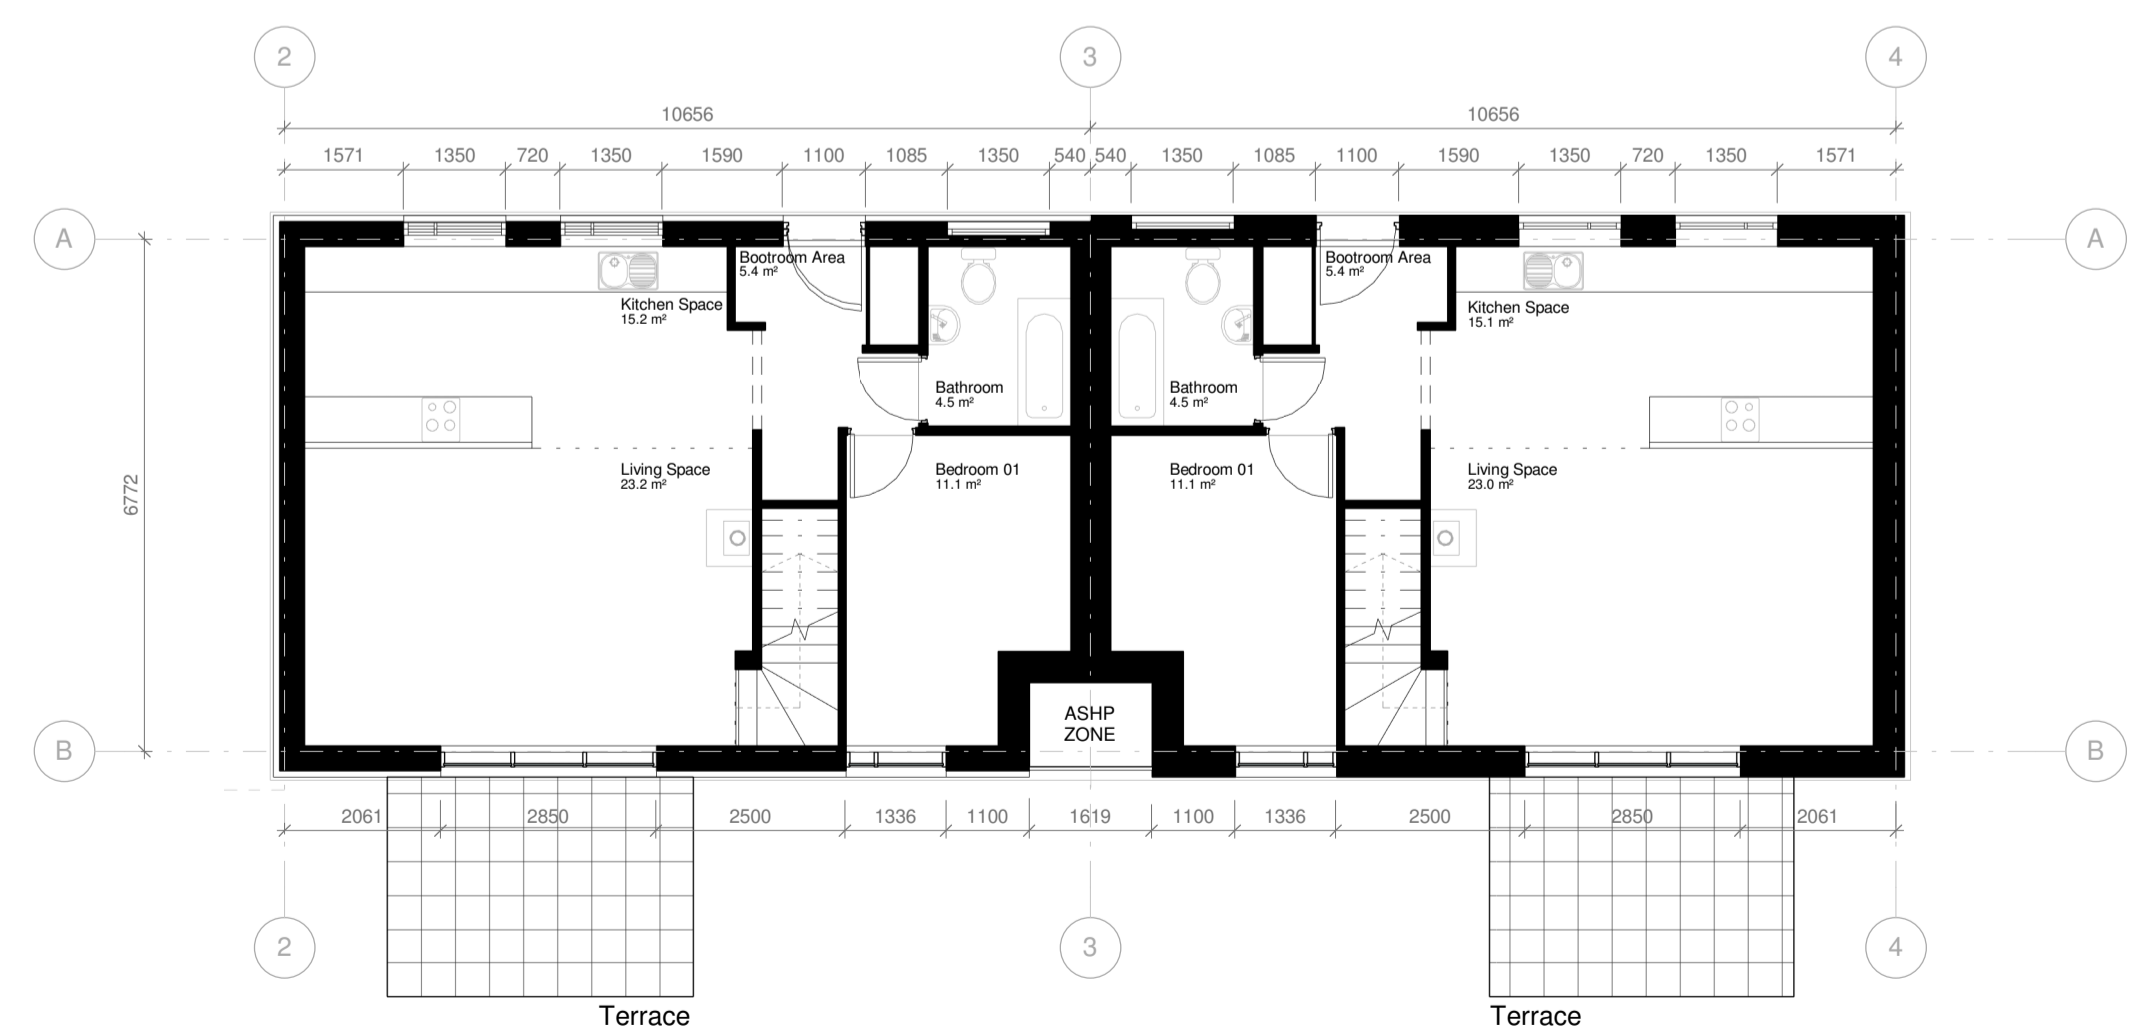 2 3 4
10656 10656
1571 1350 720 1350 1590 1100 1085 1350 540 540 1350 1085 1100 1590 1350 720 1350 1571
A A
Bootroom Area
5.4 m²
Bootroom Area
5.4 m²
Kitchen Space
15.2 m²
Kitchen Space
15.1 m²
Bathroom
4.5 m²
Bathroom
4.5 m²
Living Space
23.2 m²
Bedroom 01
11.1 m²
Bedroom 01
11.1 m²
Living Space
23.0 m²
6772
ASHP
ZONE
B B
2061 2850 2500 1336 1100 1619 1100 1336 2500 2850 2061
2 3 4
Terrace Terrace